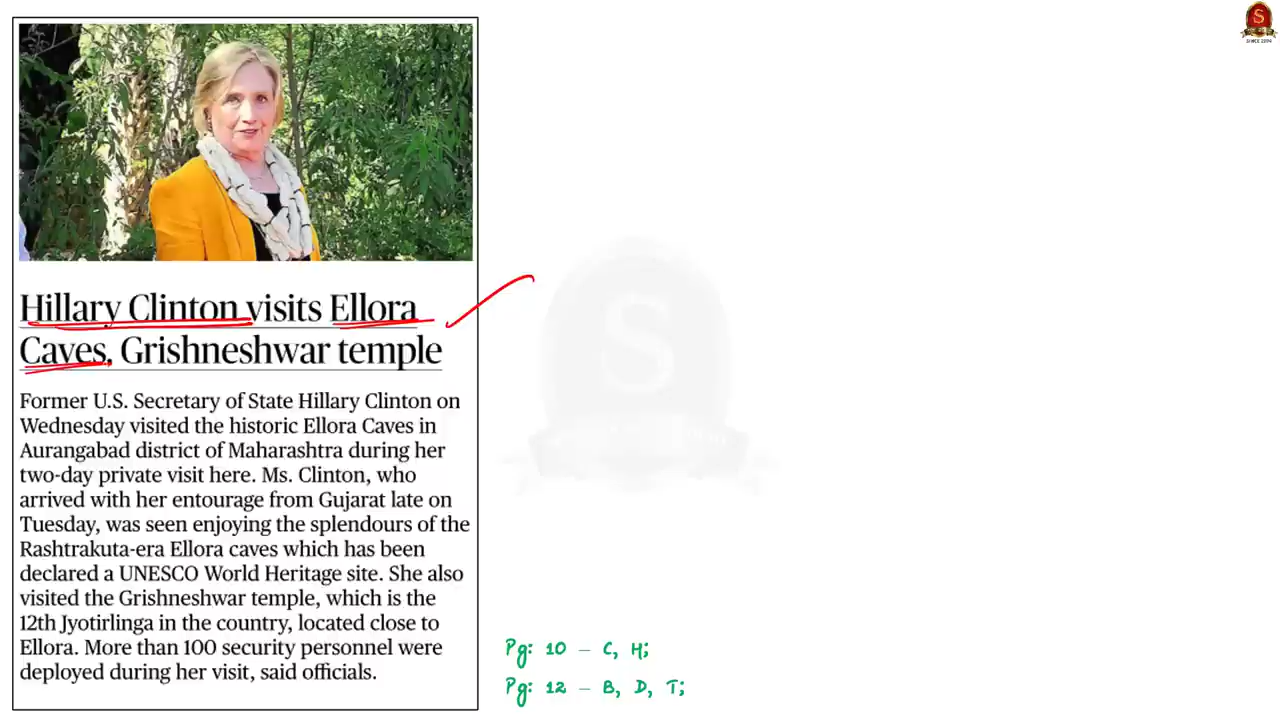 S
SINCE 2004
Hillary Clinton visits Ellora
Caves, Grishneshwar temple
Former U.S. Secretary of State Hillary Clinton on
Wednesday visited the historic Ellora Caves in
Aurangabad district of Maharashtra during her
two-day private visit here. Ms. Clinton, who
arrived with her entourage from Gujarat late on
Tuesday, was seen enjoying the splendours of the
Rashtrakuta-era Ellora caves which has been
declared a UNESCO World Heritage site. She also
visited the Grishneshwar temple, which is the
12th Jyotirlinga in the country, located close to
Ellora. More than 100 security personnel were
deployed during her visit, said officials.
S
Pg: 10 – C, H;
Pg: 12 – B, D, T;